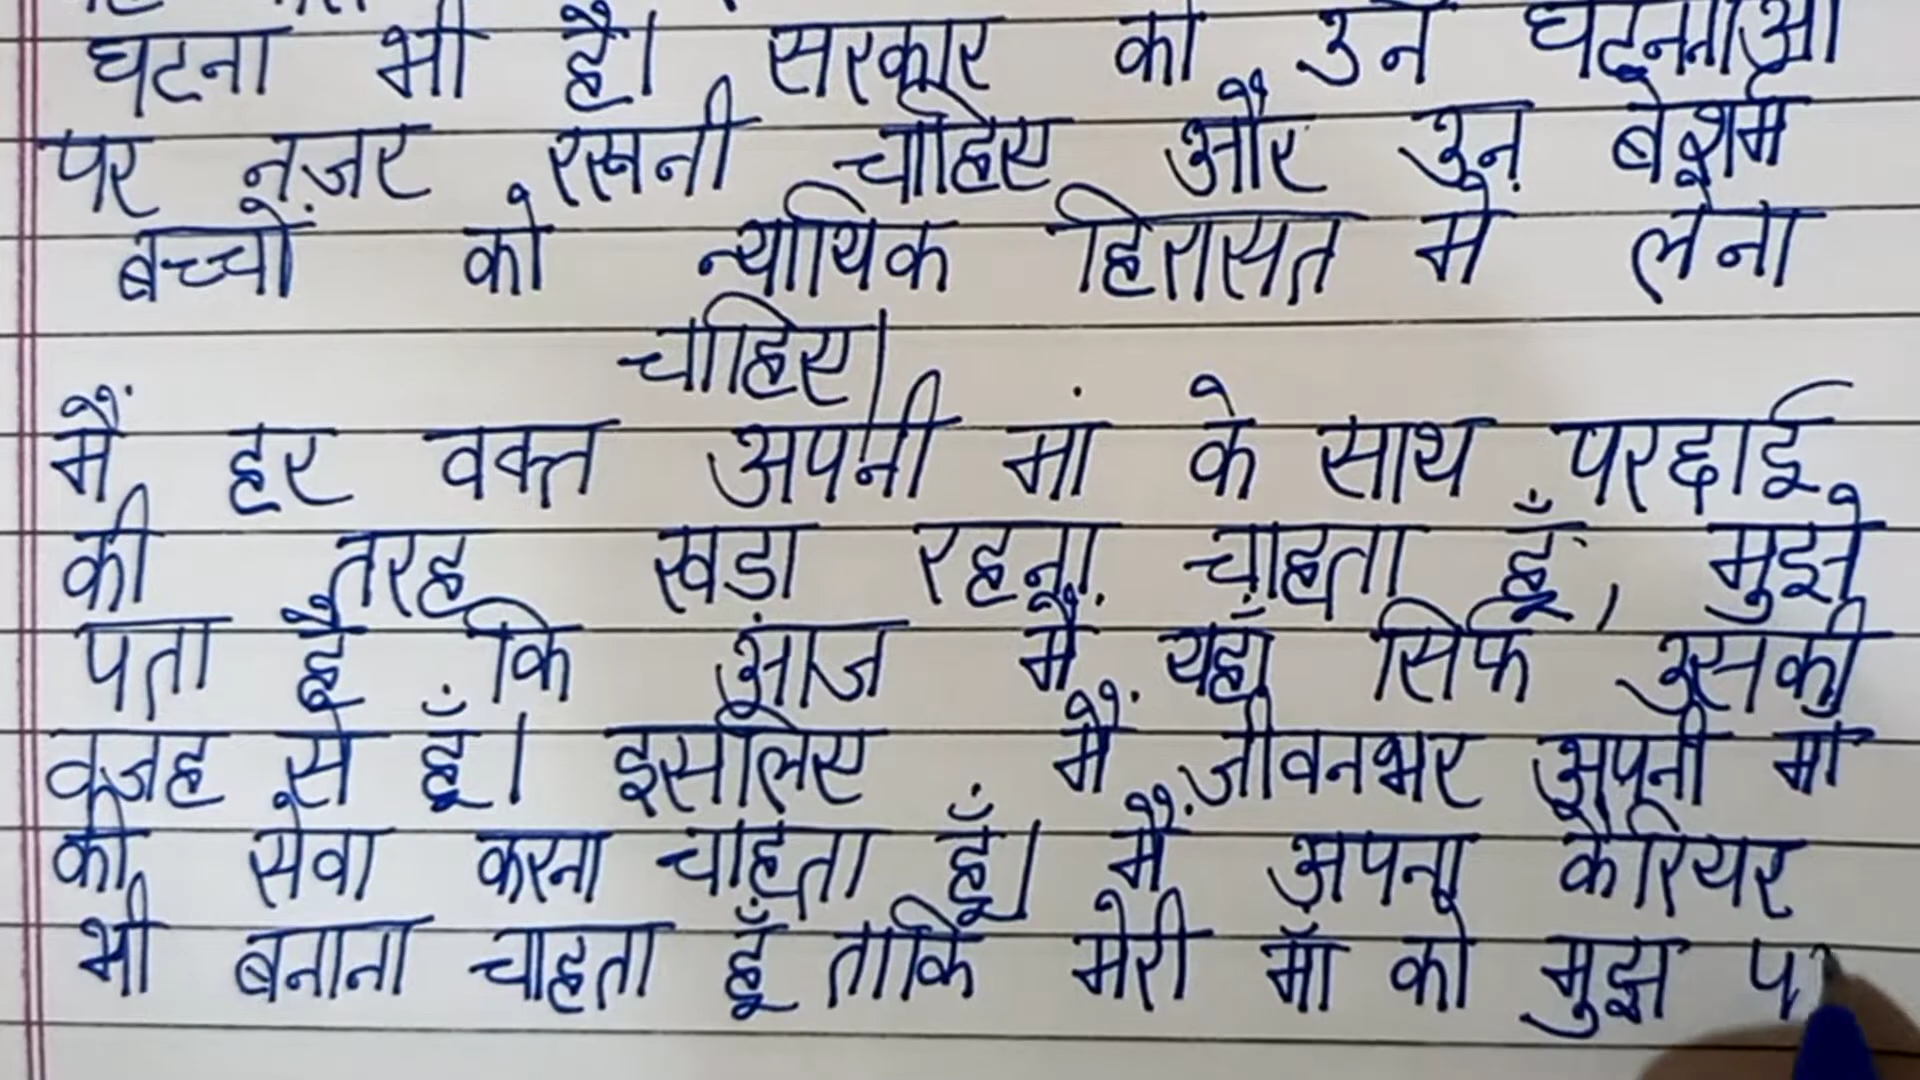 घटना भी है। सरकार को उन घटनाओं
पर नज़र रखनी चाहिए और उन बेशर्म
बच्चों को न्यायिक हिरासत में लेना
चाहिए।
मैं हर वक्त अपनी मां के साथ परछाई
की तरह खड़ा रहना चाहता हूँ, मुझे
पता है कि आज मैं यहाँ सिर्फ उसकी
वजह से हूँ। इसलिए मैं जीवनभर अपनी माँ
की सेवा करना चाहता हूँ। मैं अपना कैरियर
भी बनाना चाहता हूँ ताकि मेरी माँ को मुझ